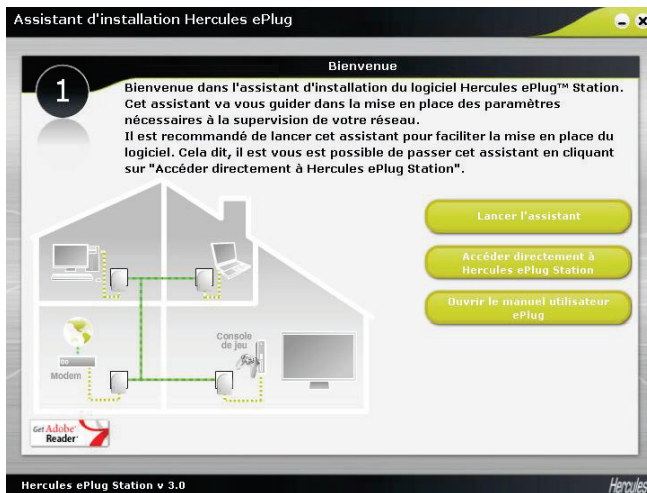 Assistant d'installation Hercules ePlug
Bienvenue
1
Bienvenue dans l'assistant d'installation du logiciel Hercules ePlug™ Station.
Cet assistant va vous guider dans la mise en place des paramètres
nécessaires à la supervision de votre réseau.
Il est recommandé de lancer cet assistant pour faciliter la mise en place du
logiciel. Cela dit, il est vous est possible de passer cet assistant en cliquant
sur "Accéder directement à Hercules ePlug Station".
Lancer l'assistant
Accéder directement à
Hercules ePlug Station
Ouvrir le manuel utilisateur
ePlug
Console
de jeu
Modem
Get Adobe
Reader
Hercules ePlug Station v 3.0
Hercules